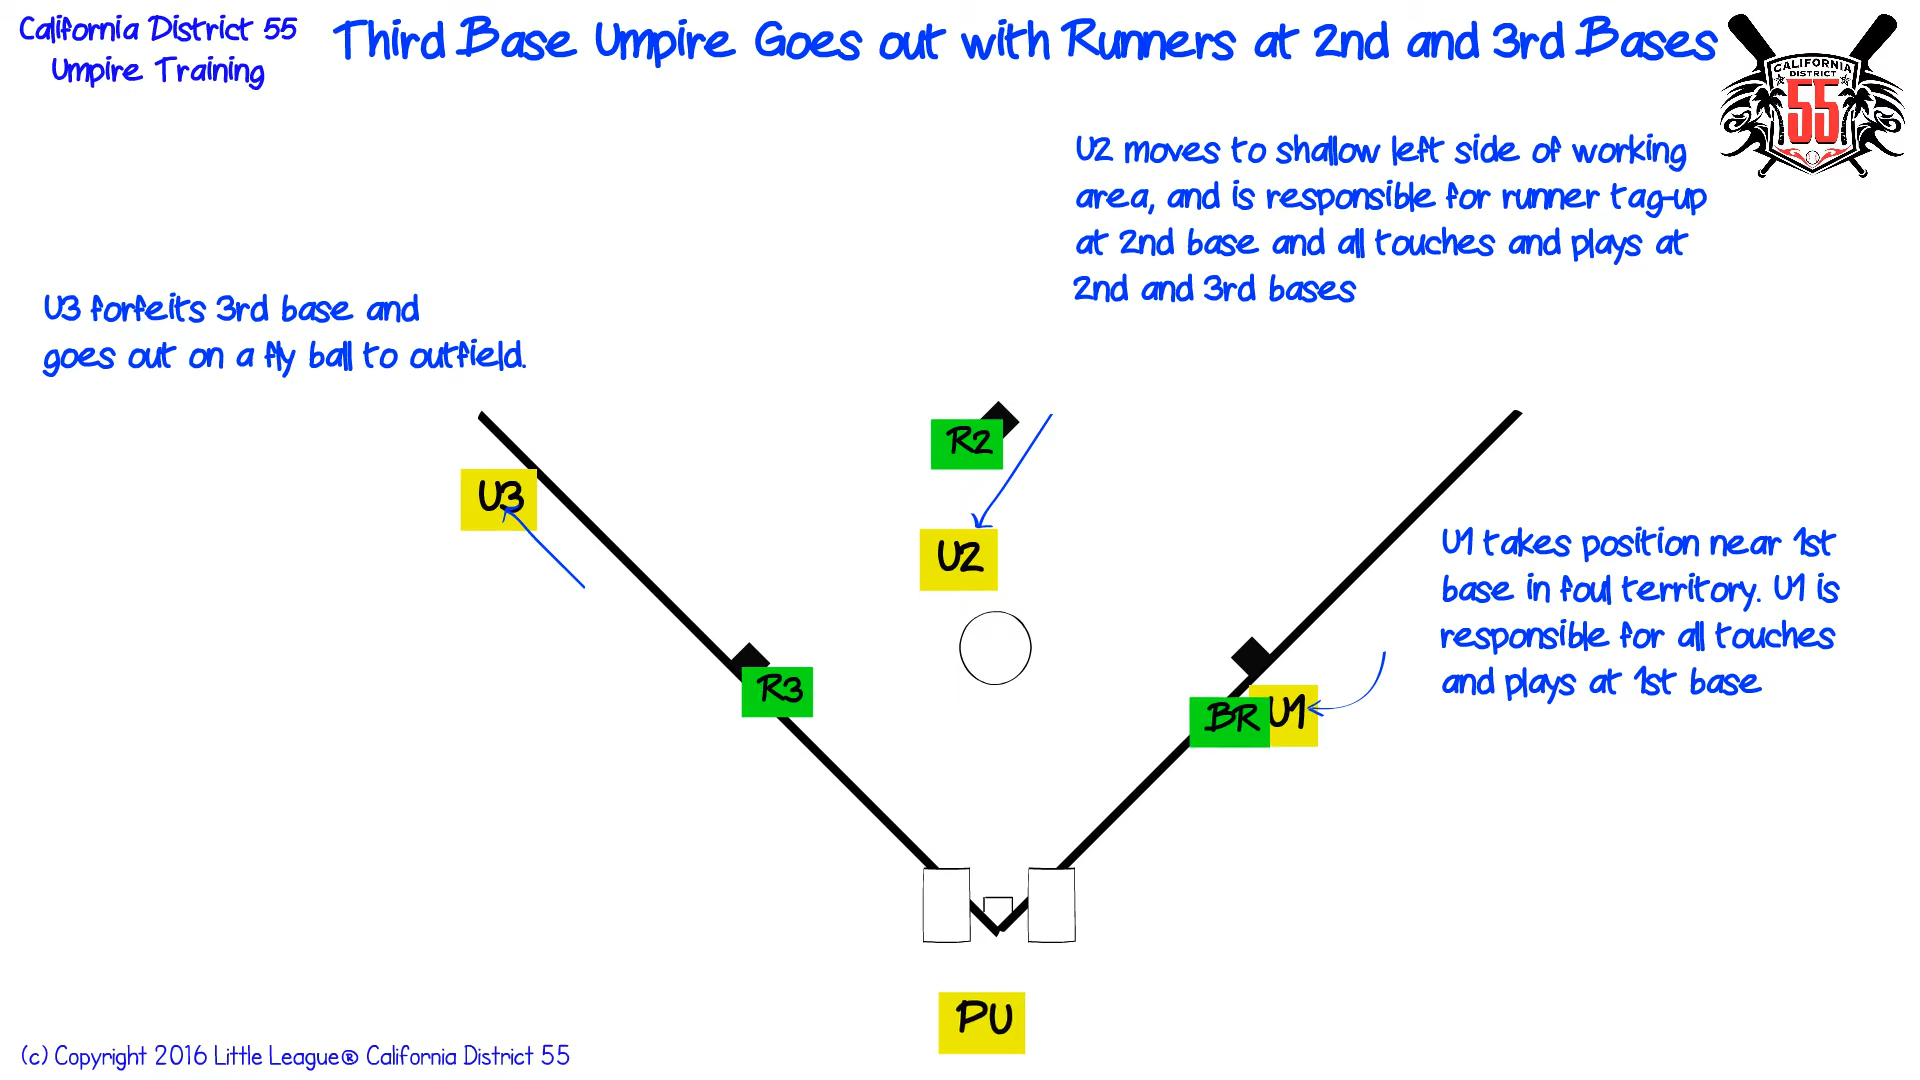 California District 55
Umpire Training
Third Base Umpire Goes out with Runners at 2nd and 3rd Bases
CALIFORNIA
DISTRICT
55
U2 moves to shallow left side of working
area, and is responsible for runner tag-up
at 2nd base and all touches and plays at
2nd and 3rd bases
U3 forfeits 3rd base and
goes out on a fly ball to outfield.
R2
U3
U2
U1 takes position near 1st
base in foul territory. U1 is
responsible for all touches
and plays at 1st base
R3
BR
U1
PU
(c) Copyright 2016 Little League® California District 55